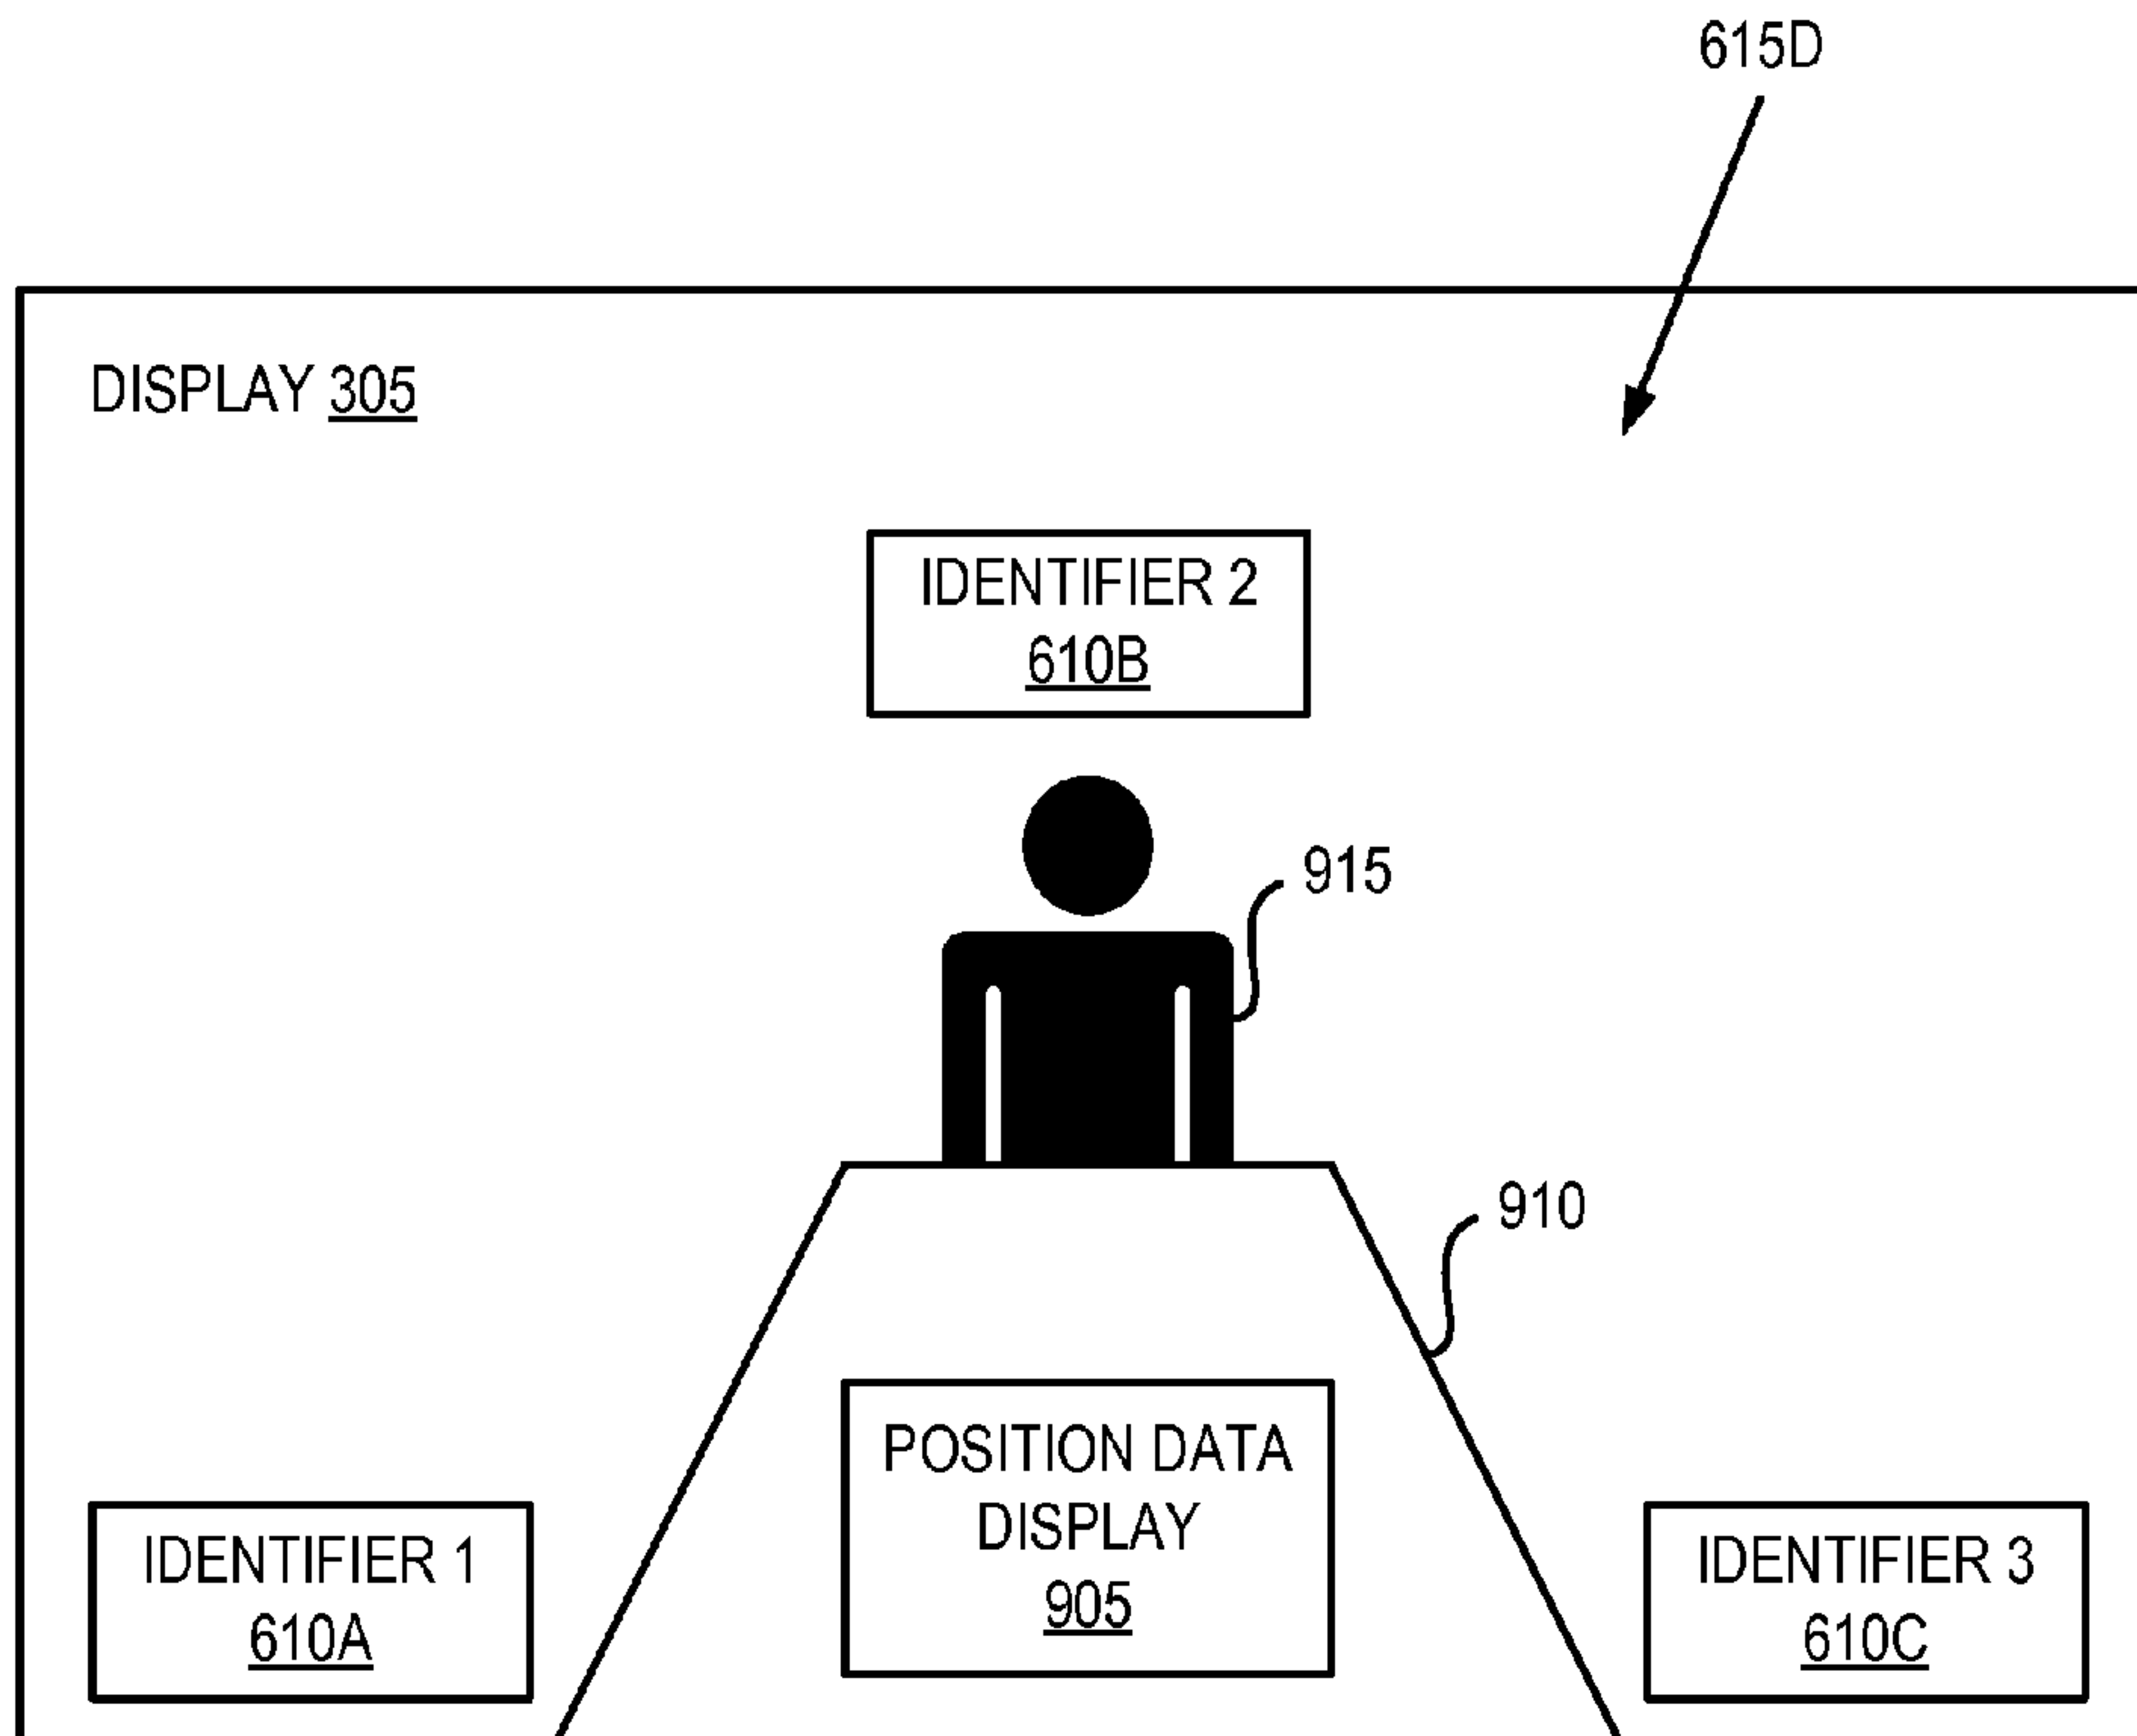 615D
DISPLAY 305
IDENTIFIER 2
610B
915
910
POSITION DATA
DISPLAY
905
IDENTIFIER 1
610A
IDENTIFIER 3
610C